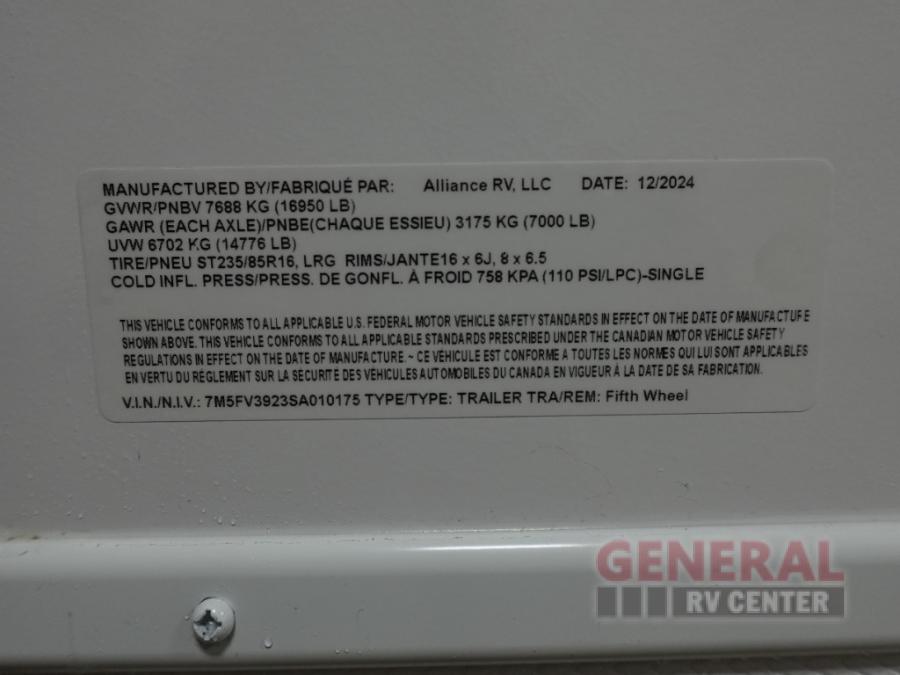 MANUFACTURED BY/FABRIQUÉ PAR: Alliance RV, LLC DATE: 12/2024
GVWR/PNBV 7688 KG (16950 LB)
GAWR (EACH AXLE)/PNBE(CHAQUE ESSIEU) 3175 KG (7000 LB)
UVW 6702 KG (14776 LB)
TIRE/PNEU ST235/85R16, LRG RIMS/JANTE16 x 6J, 8 x 6.5
COLD INFL. PRESS/PRESS. DE GONFL. À FROID 758 KPA (110 PSI/LPC)-SINGLE
THIS VEHICLE CONFORMS TO ALL APPLICABLE U.S. FEDERAL MOTOR VEHICLE SAFETY STANDARDS IN EFFECT ON THE DATE OF MANUFACTUFE
SHOWN ABOVE. THIS VEHICLE CONFORMS TO ALL APPLICABLE STANDARDS PRESCRIBED UNDER THE CANADIAN MOTOR VEHICLE SAFETY
REGULATIONS IN EFFECT ON THE DATE OF MANUFACTURE ~ CE VÉHICULE EST CONFORME A TOUTES LES NORMES QUI LUI SONT APPLICABLES
EN VERTU DU RÉGLEMENT SUR LA SECURITE DES VÉHICULES AUTOMOBILES DU CANADA EN VIGUEUR À LA DATE DE SA FABRICATION.
V.I.N./N.I.V.: 7M5FV3923SA010175 TYPE/TYPE: TRAILER TRA/REM: Fifth Wheel
GENERAL
RV CENTER